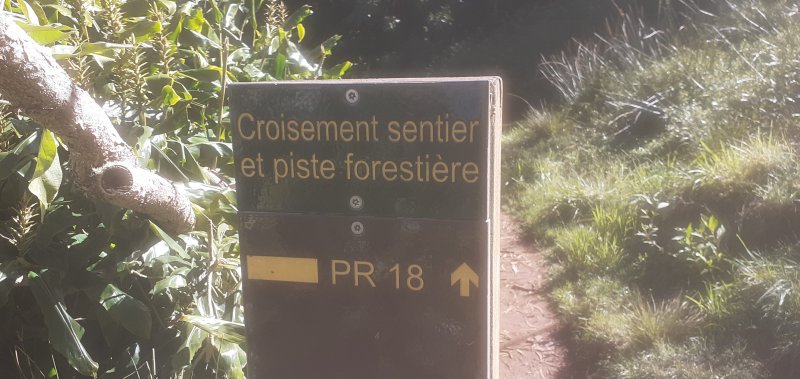 Croisement sentier
et piste forestière
PR 18